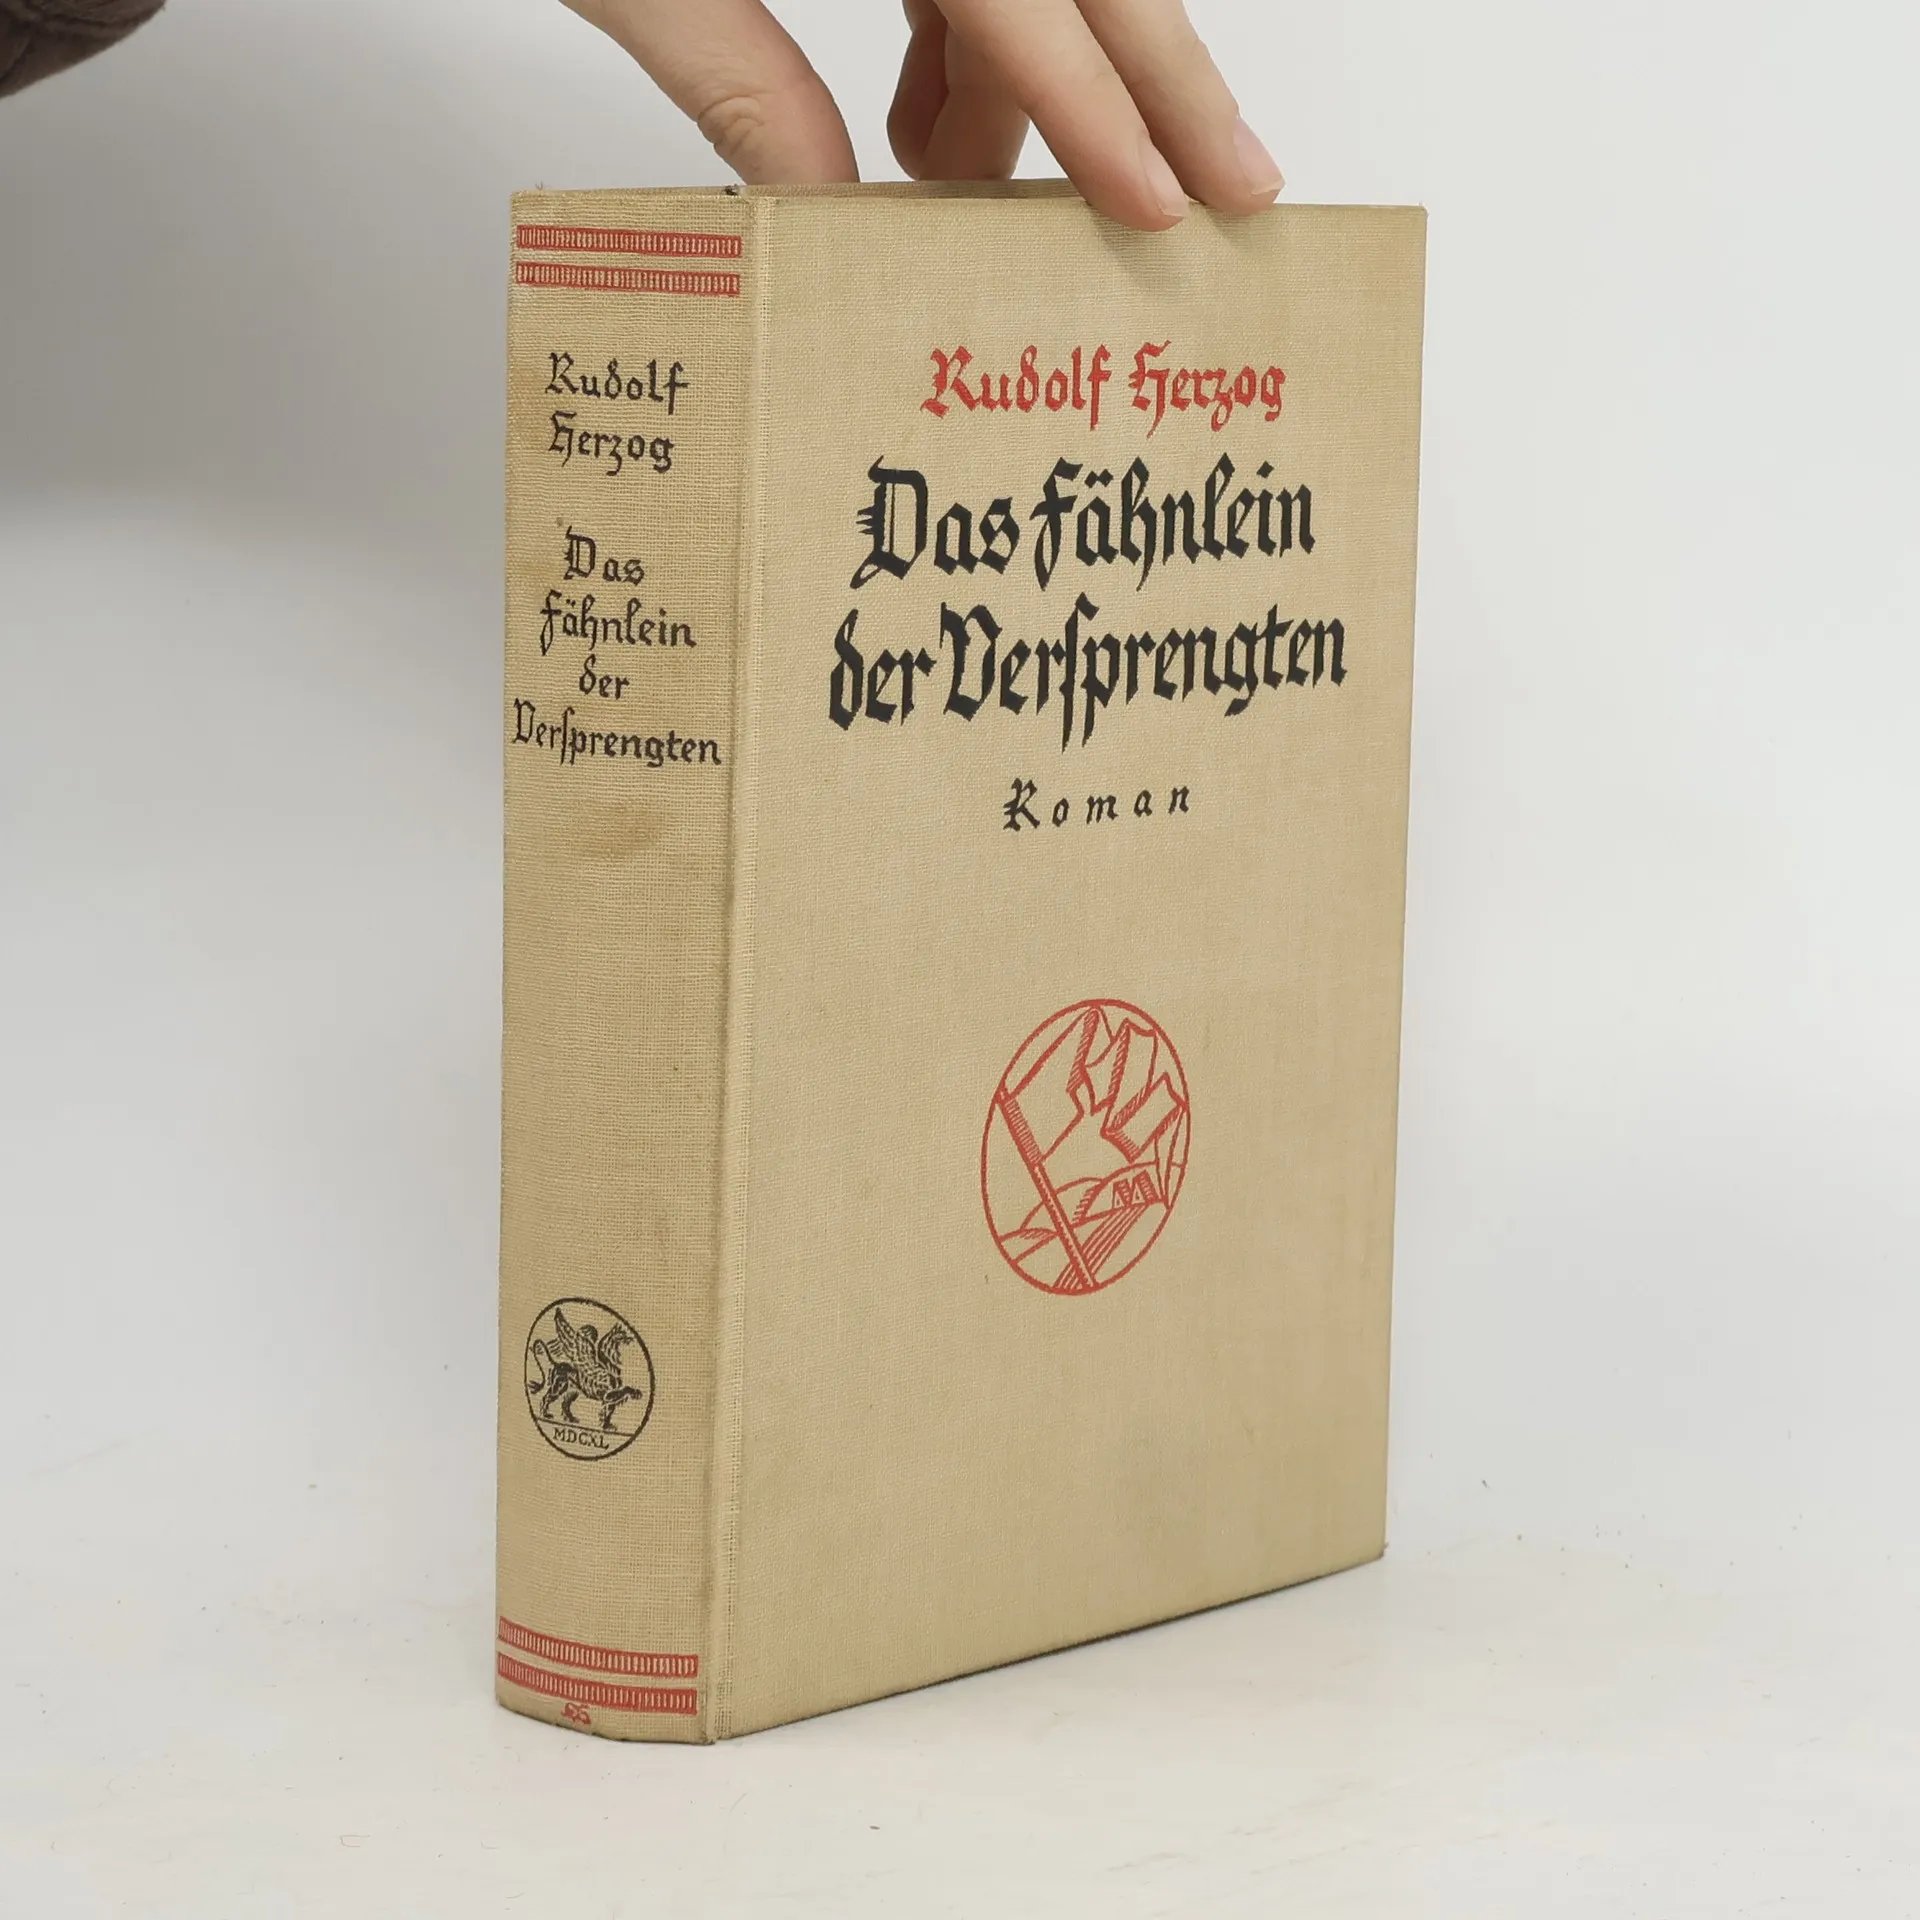 Rudolf
Herzog
Das
Fähnlein
der
Verſprengten
MDCXL
Rudolf Herzog
Das Fähnlein
der Verſprengten
Roman